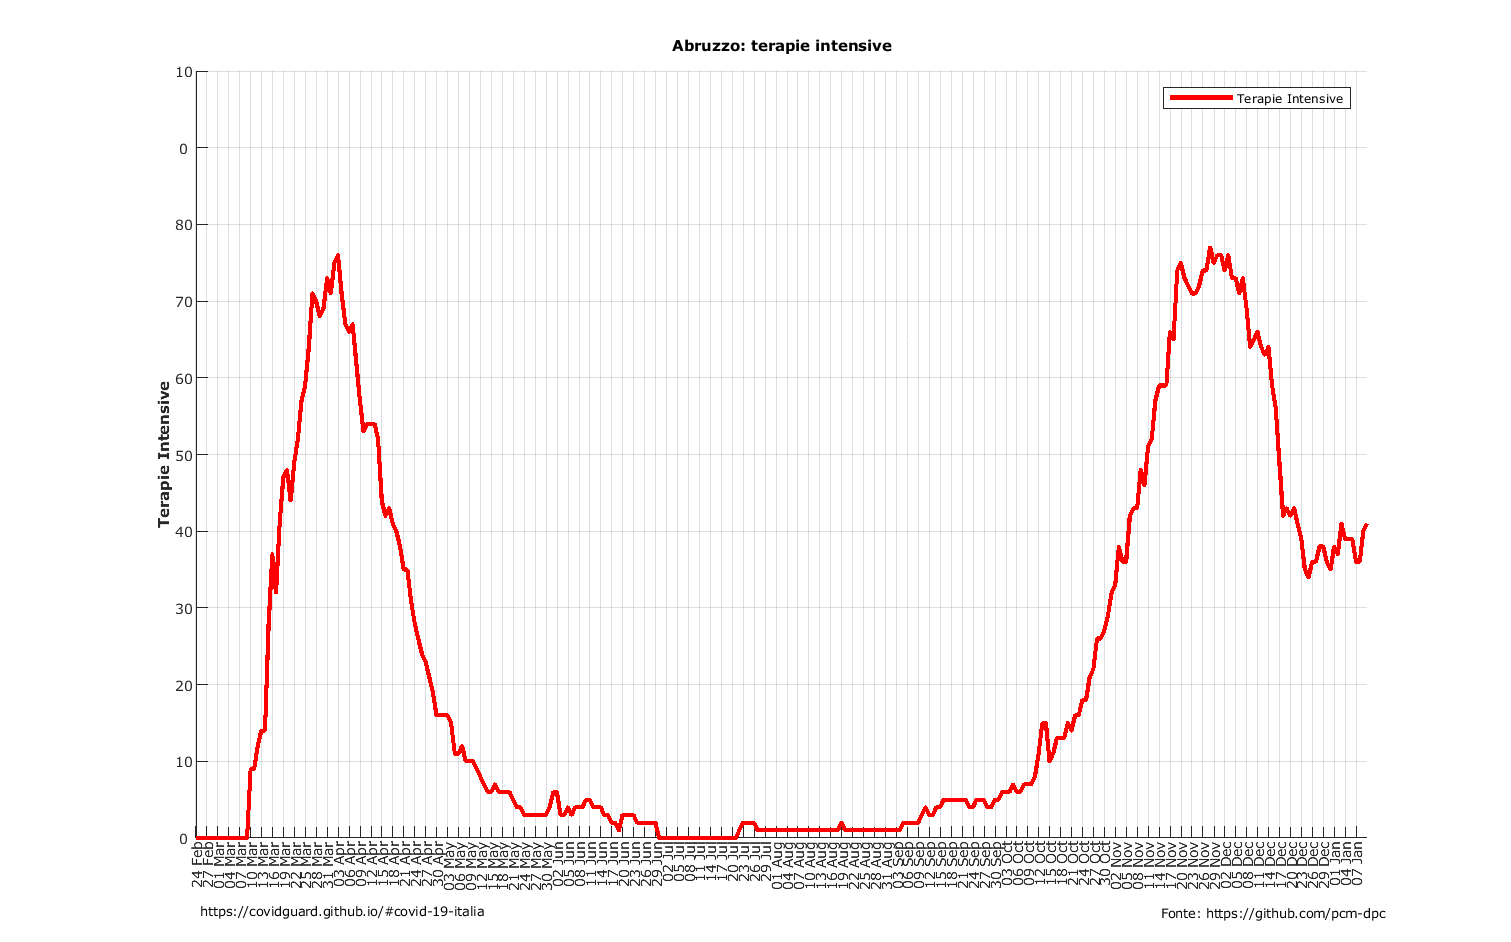 Abruzzo: terapie intensive
10
0
80
70
60
50
40
30
20
10
0
Terapie Intensive
Terapie Intensive
24 Feb
27 Feb
01 Mar
04 Mar
07 Mar
10 Mar
13 Mar
16 Mar
19 Mar
22 Mar
25 Mar
28 Mar
31 Mar
03 Apr
06 Apr
09 Apr
12 Apr
15 Apr
18 Apr
21 Apr
24 Apr
27 Apr
30 Apr
03 May
06 May
09 May
12 May
15 May
18 May
21 May
24 May
27 May
30 May
02 Jun
05 Jun
08 Jun
11 Jun
14 Jun
17 Jun
20 Jun
23 Jun
26 Jun
29 Jun
02 Jul
05 Jul
08 Jul
11 Jul
14 Jul
17 Jul
20 Jul
23 Jul
26 Jul
29 Jul
01 Aug
04 Aug
07 Aug
10 Aug
13 Aug
16 Aug
19 Aug
22 Aug
25 Aug
28 Aug
31 Aug
03 Sep
06 Sep
09 Sep
12 Sep
15 Sep
18 Sep
21 Sep
24 Sep
27 Sep
30 Sep
03 Oct
06 Oct
09 Oct
12 Oct
15 Oct
18 Oct
21 Oct
24 Oct
27 Oct
30 Oct
02 Nov
05 Nov
08 Nov
11 Nov
14 Nov
17 Nov
20 Nov
23 Nov
26 Nov
29 Nov
02 Dec
05 Dec
08 Dec
11 Dec
14 Dec
17 Dec
20 Dec
23 Dec
26 Dec
29 Dec
01 Jan
04 Jan
07 Jan
https://covidguard.github.io/#covid-19-italia
Fonte: https://github.com/pcm-dpc